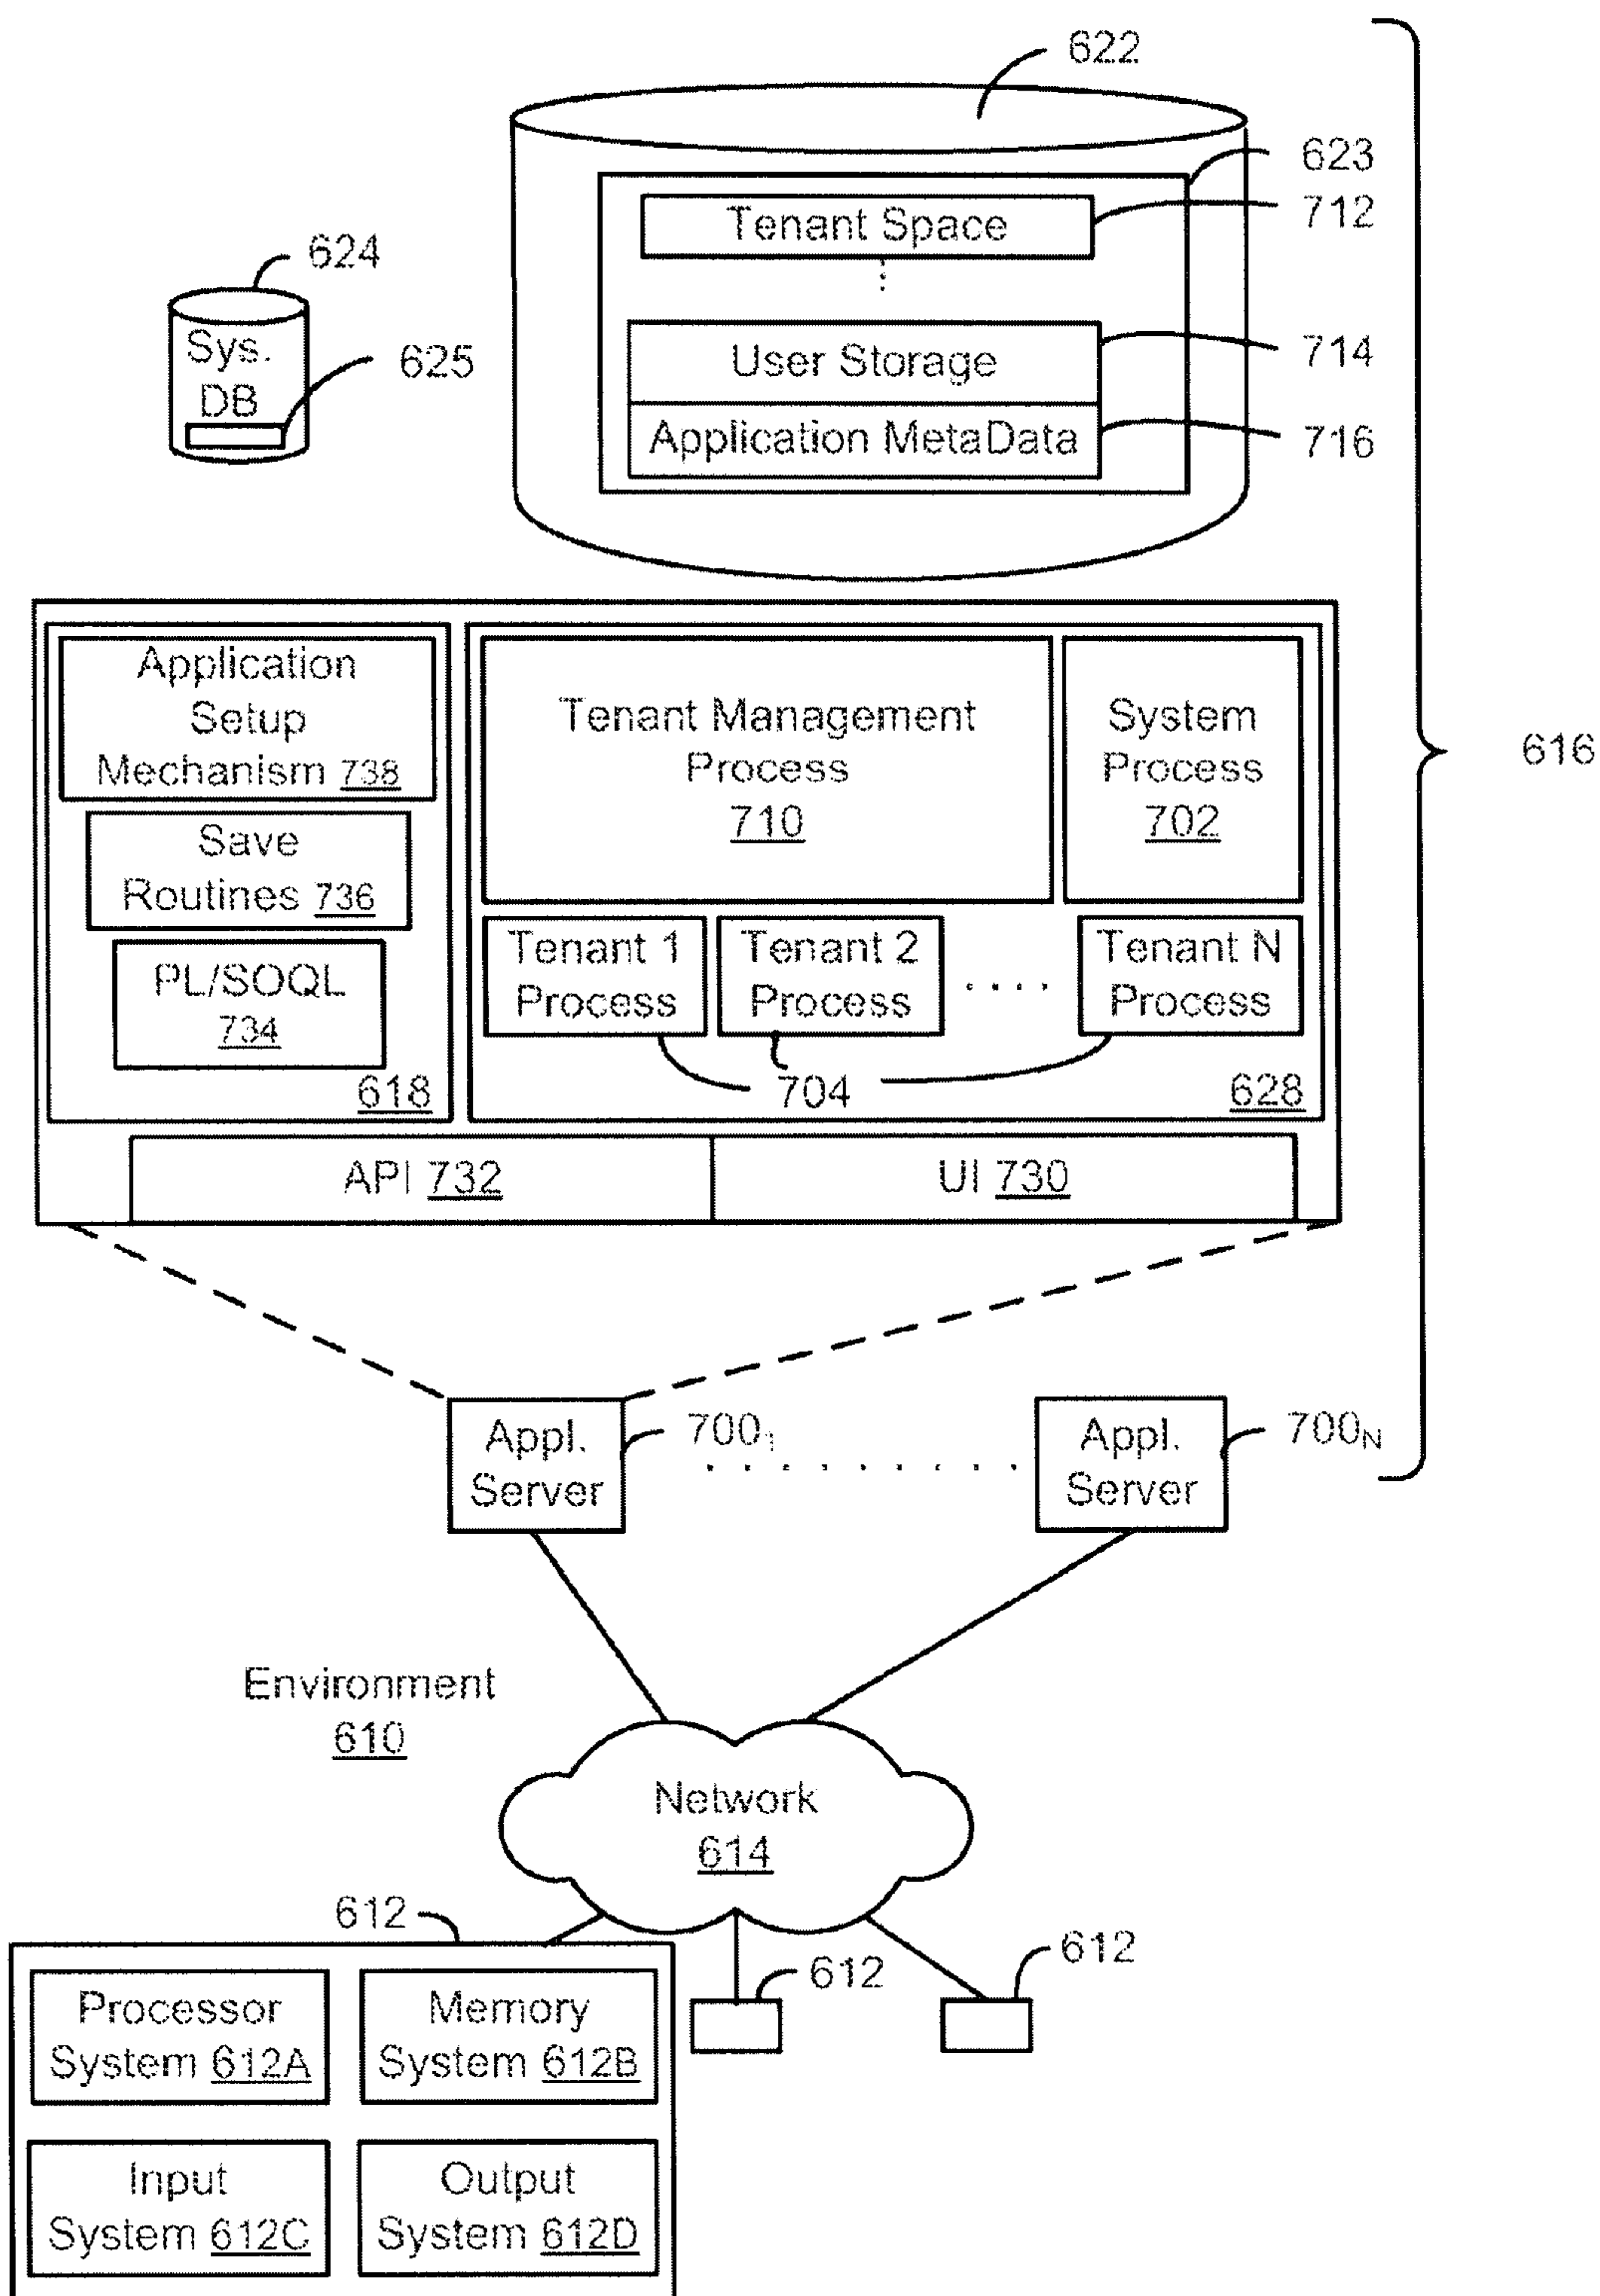 622
623
Tenant Space
712
624
Sys.
DB
625
User Storage
714
Application MetaData
716
616
Application
Setup
Mechanism 738
Save
Routines 736
PL/SOQL
734
618
Tenant Management
Process
710
System
Process
702
Tenant 1
Process
Tenant 2
Process
. . . .
Tenant N
Process
704
628
API 732
UI 730
Appl.
Server
700₁
. . . . . . . . .
Appl.
Server
700N
Environment
610
Network
614
612
612
612
Processor
System 612A
Memory
System 612B
Input
System 612C
Output
System 612D